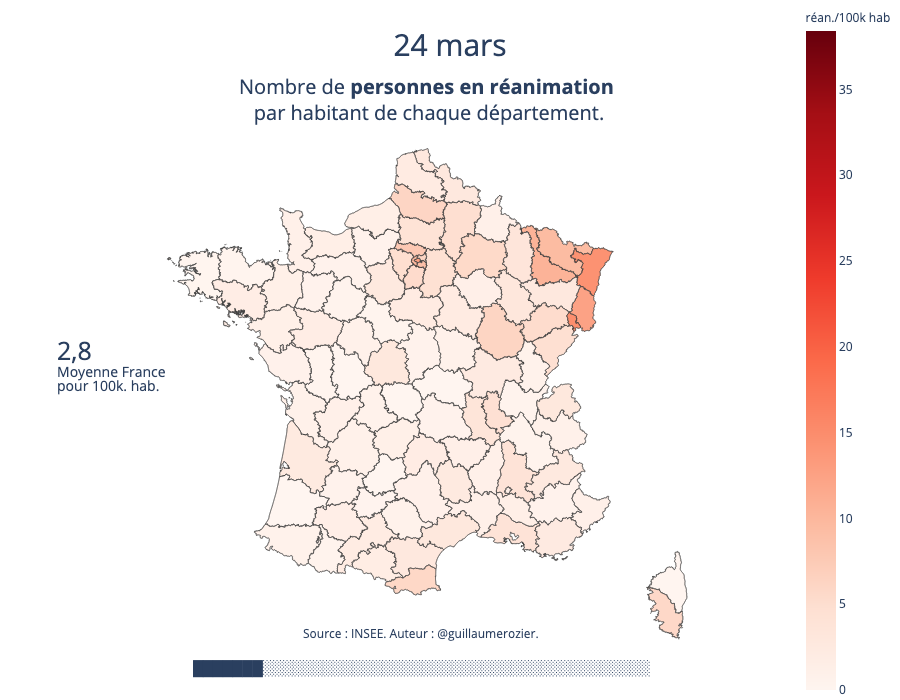 réan./100k hab
24 mars
Nombre de personnes en réanimation
par habitant de chaque département.
35
30
25
20
15
10
5
0
2,8
Moyenne France
pour 100k. hab.
Source : INSEE. Auteur : @guillaumerozier.